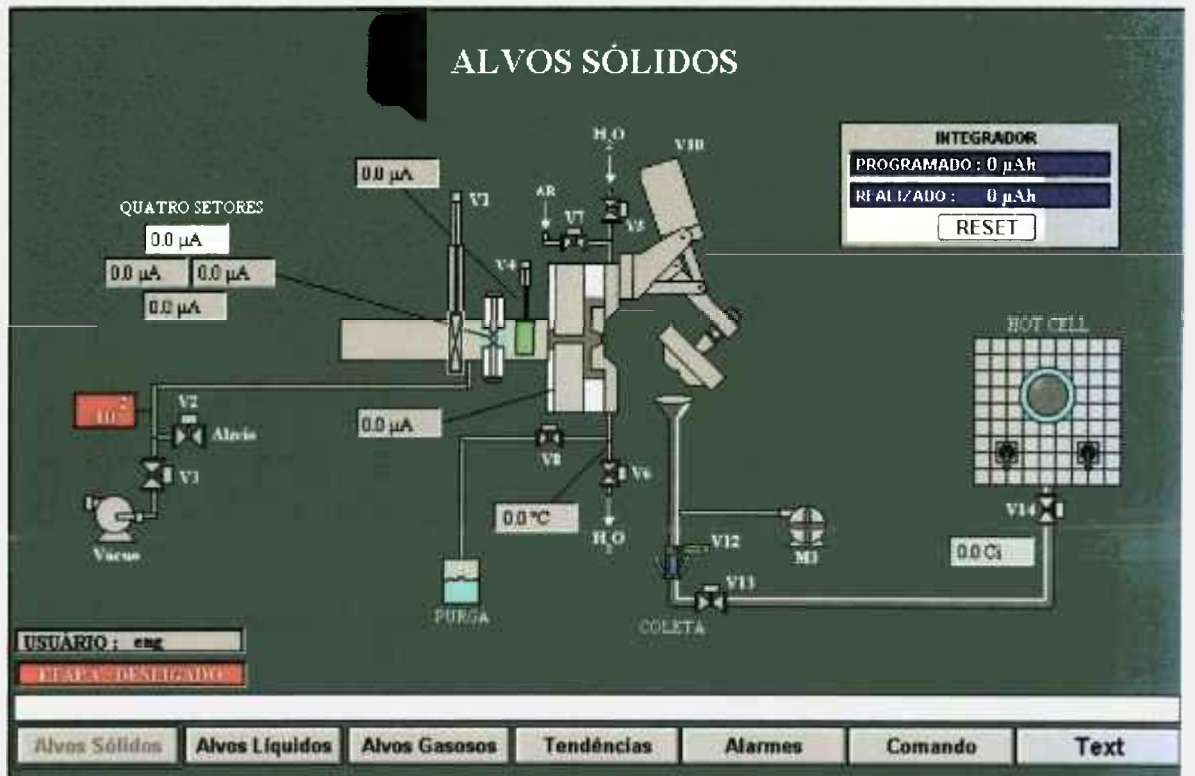 ALVOS SÓLIDOS
INTEGRADOR
PROGRAMADO : 0 µAh
REALIZADO : 0 µAh
RESET
H2O
V10
0.0 µA
AR
V7
V5
V1
QUATRO SETORES
0.0 µA
0.0 µA 0.0 µA
0.0 µA
V4
HOT CELL
V2
Alívio
0.0 µA
V3
V8
V6
Vácuo
0.0 °C
H2O
V12
M1
V14
0.0 Ci
V13
PURGA
COLETA
USUÁRIO : eng
ETAPA : DESLIGADO
Alvos Sólidos Alvos Líquidos Alvos Gasosos Tendências Alarmes Comando Text